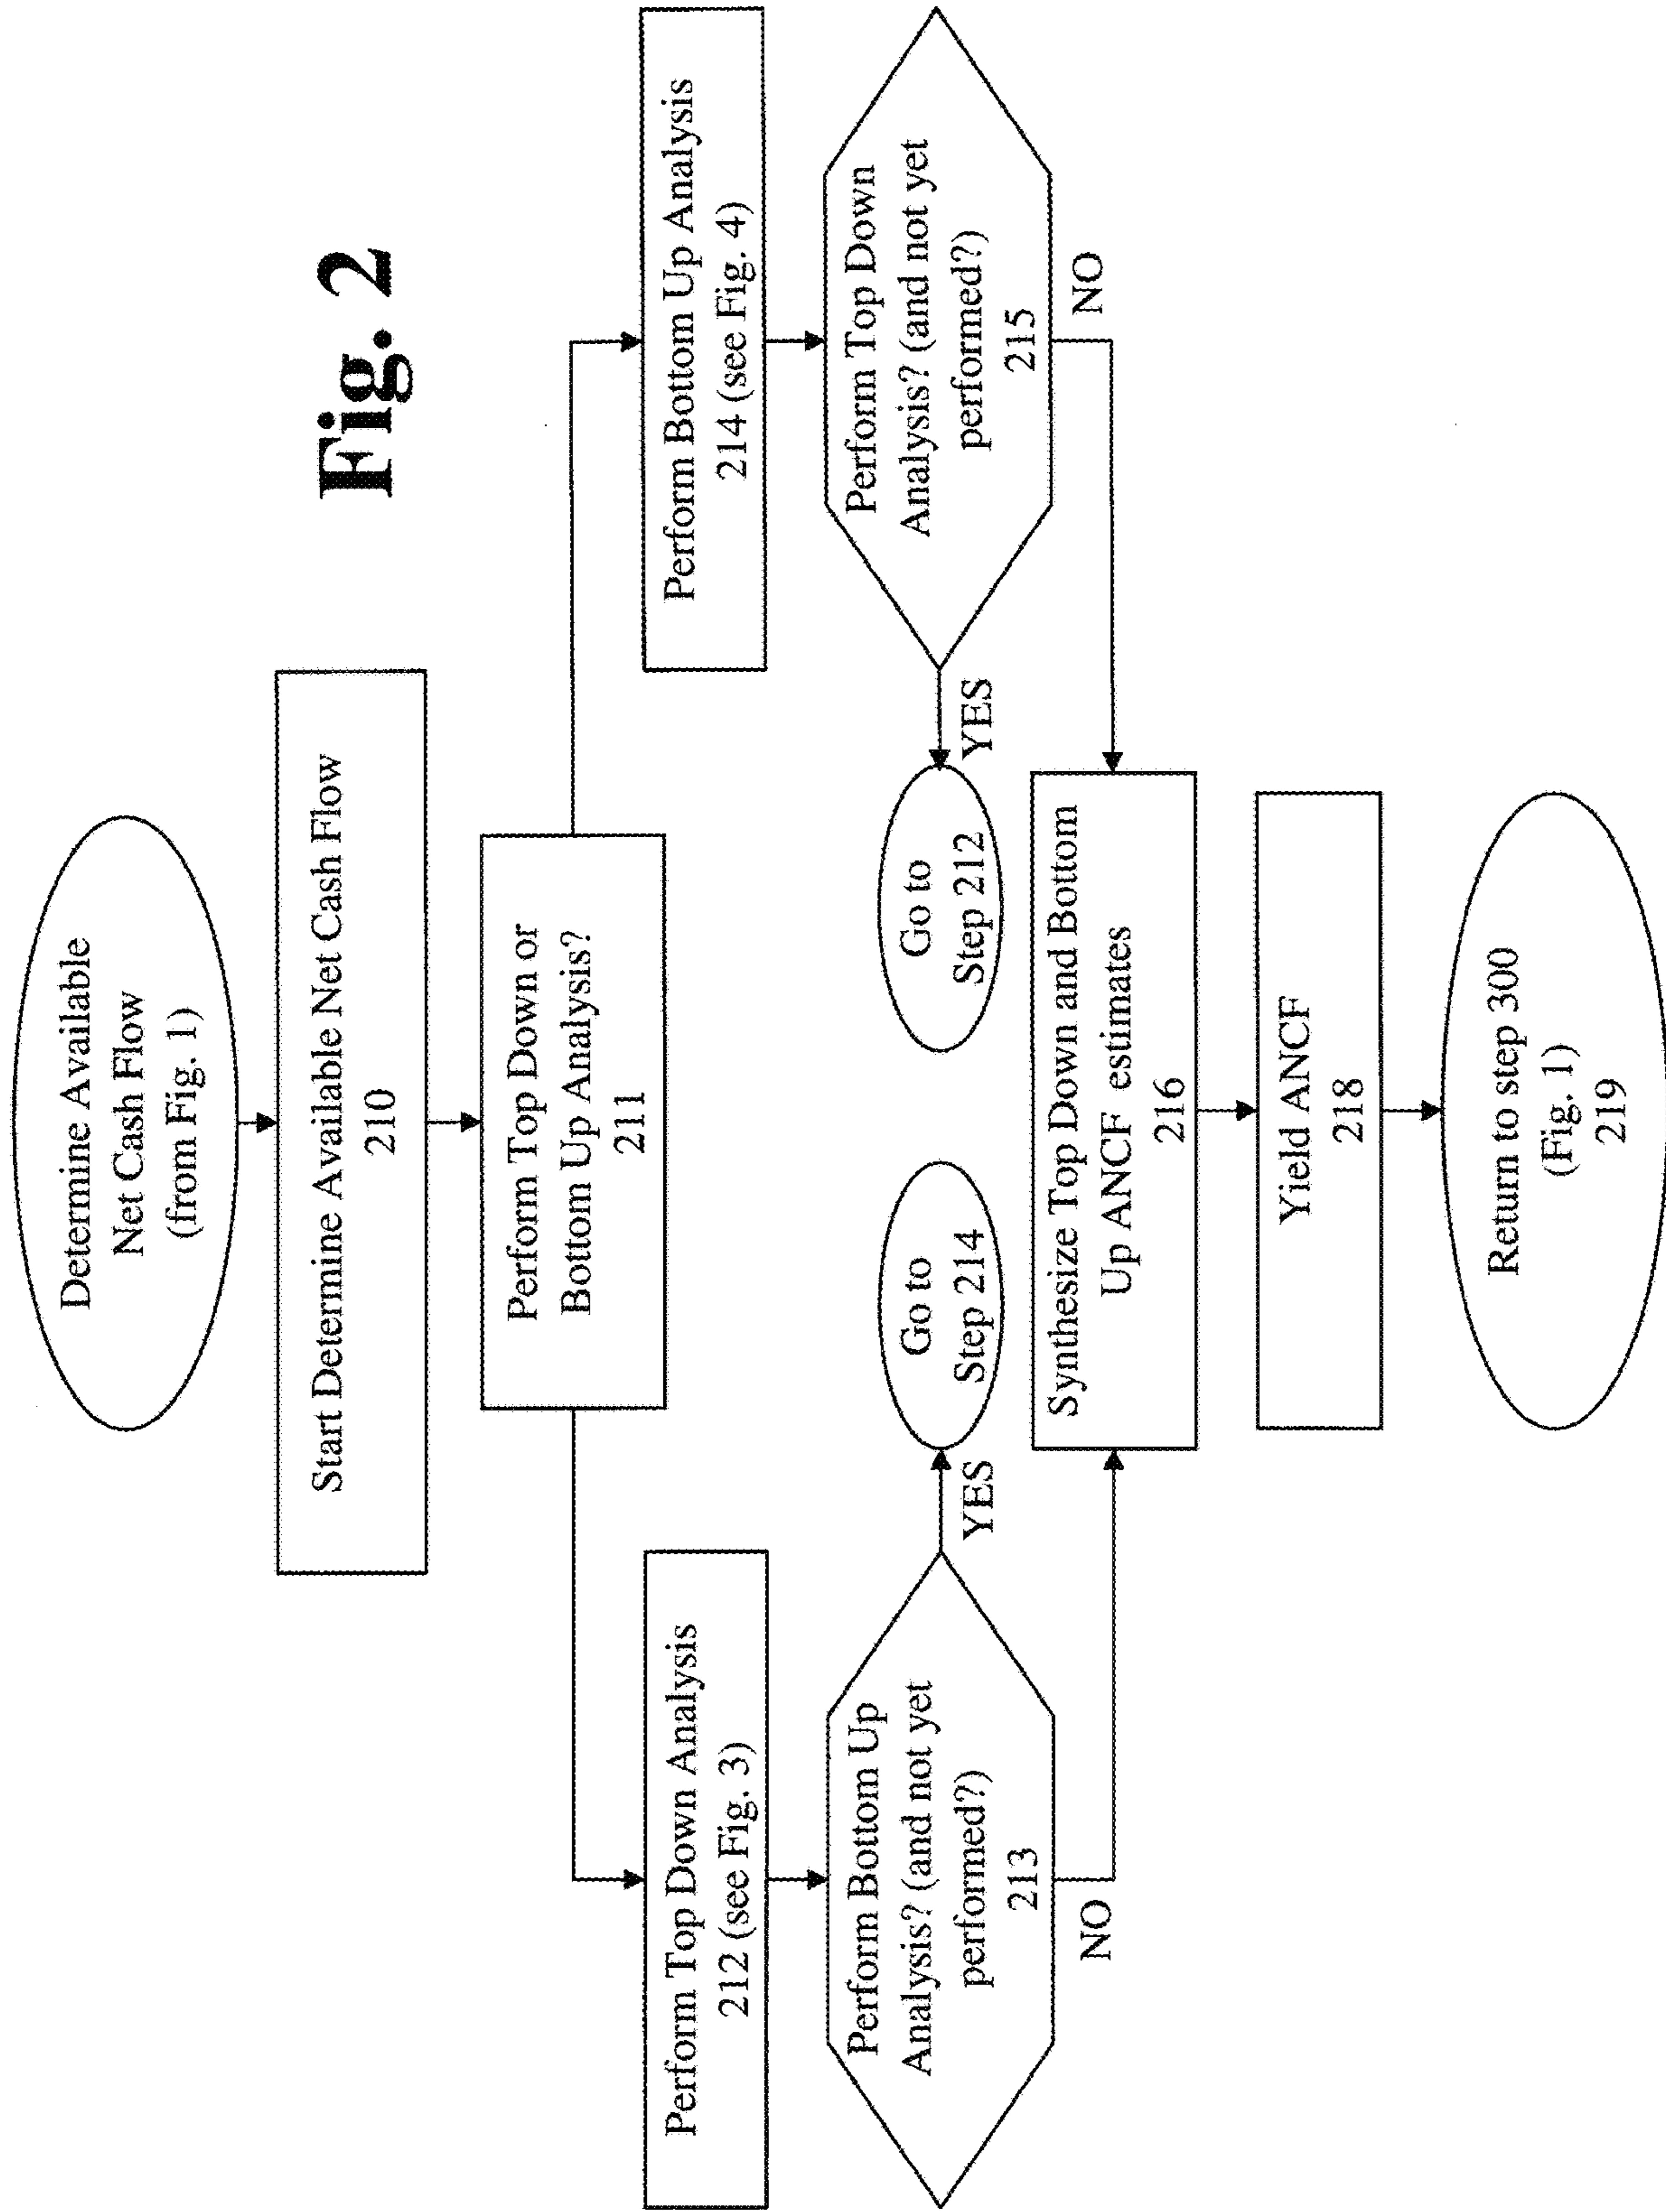 Fig. 2
Determine Available
Net Cash Flow
(from Fig. 1)
Start Determine Available Net Cash Flow
210
Perform Top Down or
Bottom Up Analysis?
211
Perform Top Down Analysis
212 (see Fig. 3)
Perform Bottom Up Analysis
214 (see Fig. 4)
Perform Bottom Up
Analysis? (and not yet
performed?)
213
YES
Go to
Step 214
NO
Perform Top Down
Analysis? (and not yet
performed?)
215
YES
Go to
Step 212
NO
Synthesize Top Down and Bottom
Up ANCF estimates
216
Yield ANCF
218
Return to step 300
(Fig. 1)
219